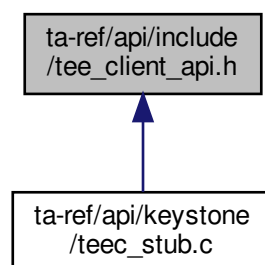 ta-ref/api/include
/tee_client_api.h
ta-ref/api/keystone
/teec_stub.c